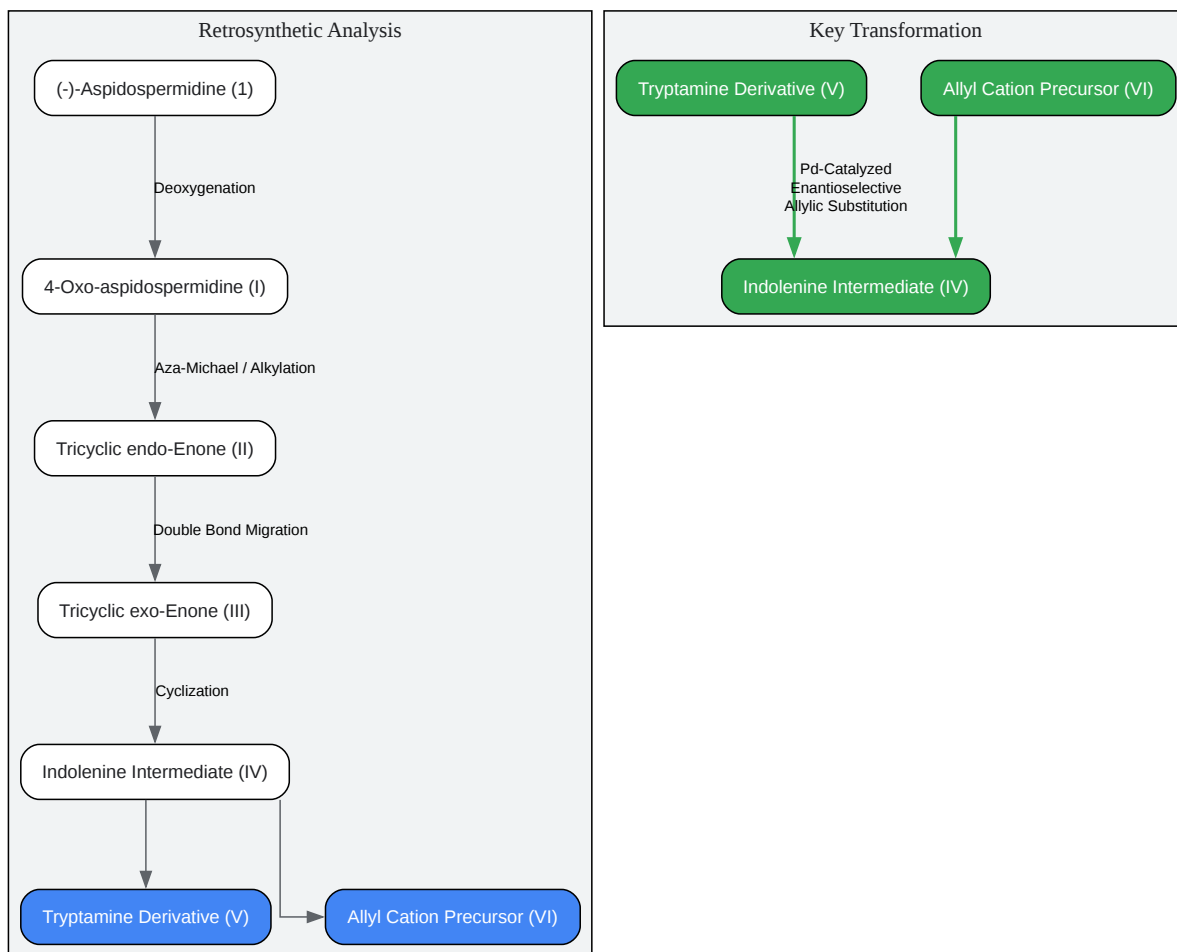 Retrosynthetic Analysis
(-)-Aspidospermidine (1)
Deoxygenation
4-Oxo-aspidospermidine (I)
Aza-Michael / Alkylation
Tricyclic endo-Enone (II)
Double Bond Migration
Tricyclic exo-Enone (III)
Cyclization
Indolenine Intermediate (IV)
Tryptamine Derivative (V)
Allyl Cation Precursor (VI)
Key Transformation
Tryptamine Derivative (V)
Allyl Cation Precursor (VI)
Pd-Catalyzed
Enantioselective
Allylic Substitution
Indolenine Intermediate (IV)